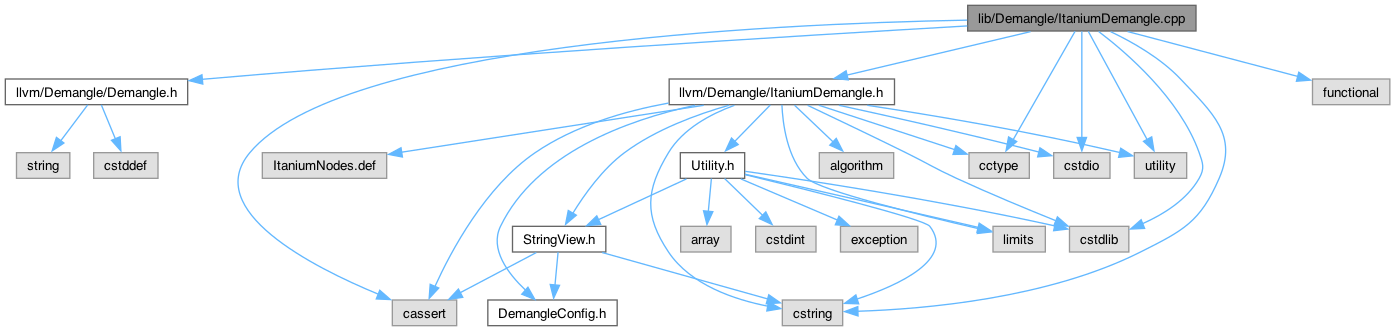 lib/Demangle/ItaniumDemangle.cpp
llvm/Demangle/Demangle.h
llvm/Demangle/ItaniumDemangle.h
functional
string
cstddef
ItaniumNodes.def
Utility.h
algorithm
cctype
cstdio
utility
StringView.h
array
cstdint
exception
limits
cstdlib
cassert
DemangleConfig.h
cstring